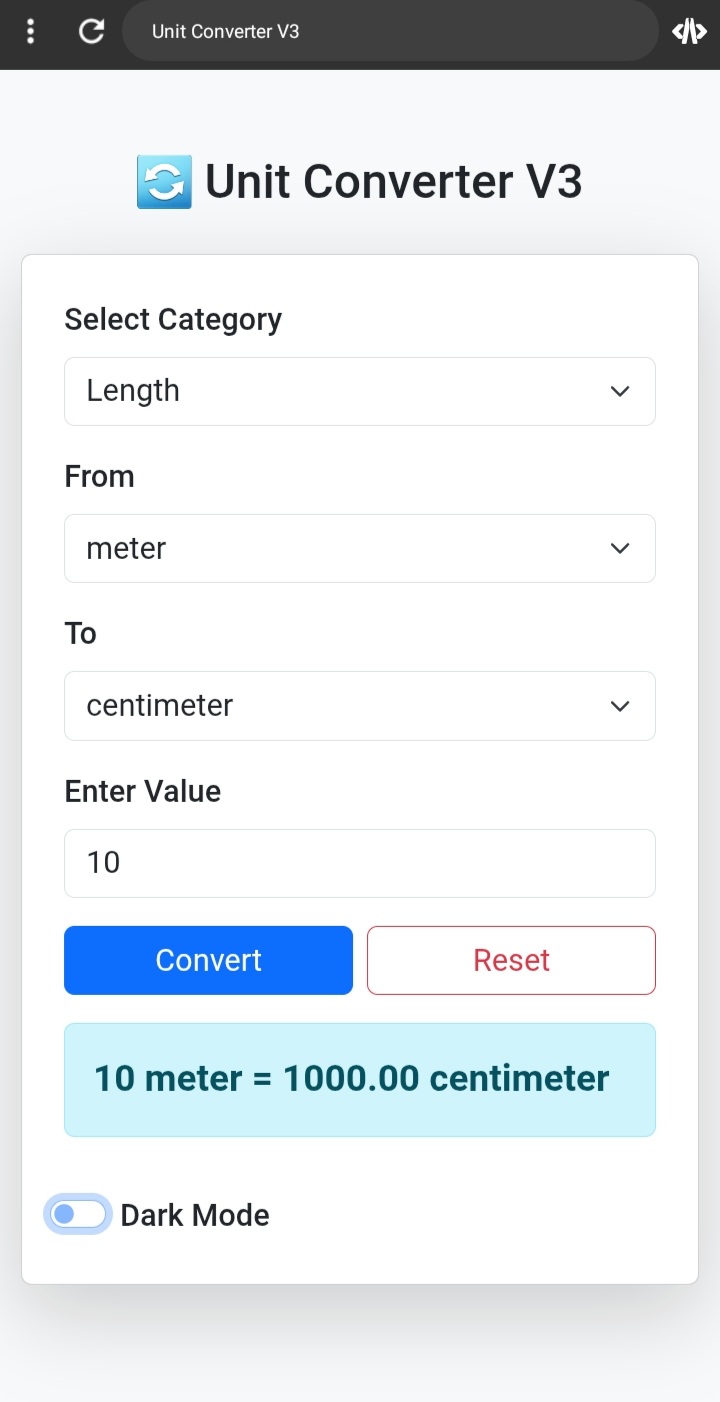 Unit Converter V3
Unit Converter V3
Select Category
Length
From
meter
To
centimeter
Enter Value
10
Convert Reset
10 meter = 1000.00 centimeter
Dark Mode